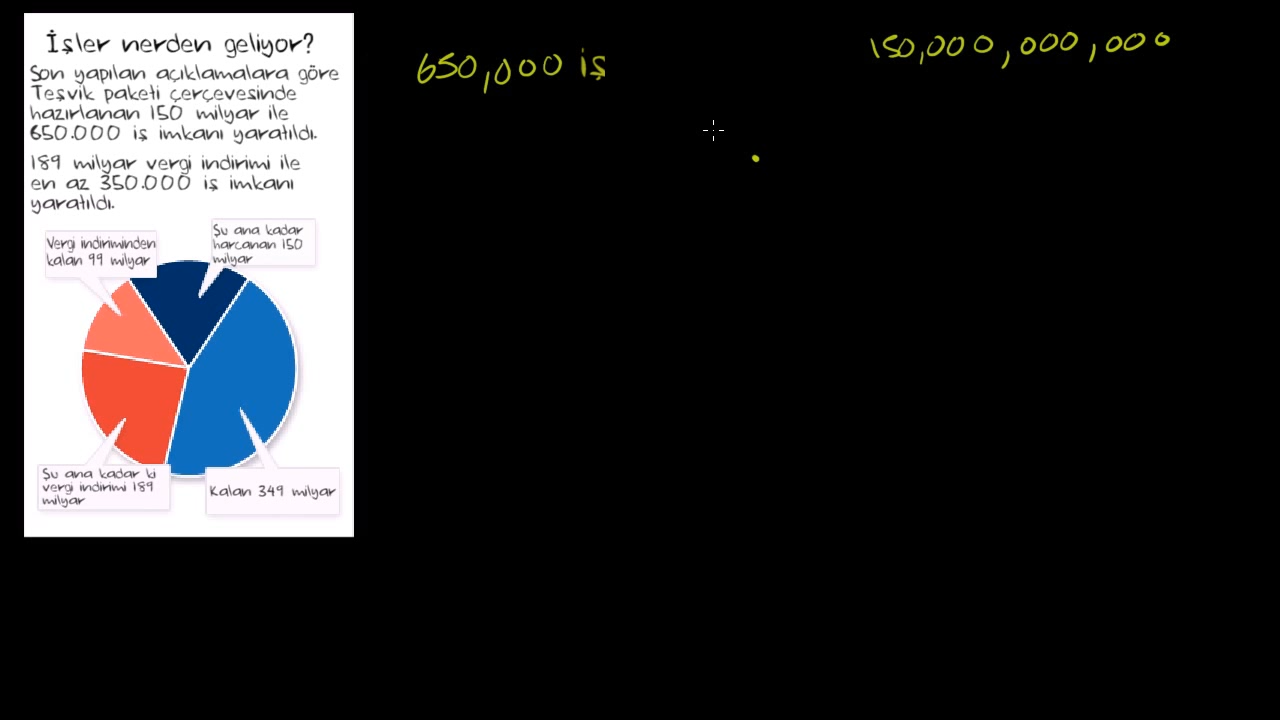 İşler nerden geliyor?
Son yapılan açıklamalara göre
Teşvik paketi çerçevesinde
hazırlanan 150 milyar ile
650.000 iş imkanı yaratıldı.
189 milyar vergi indirimi ile
en az 350.000 iş imkanı
yaratıldı.
Vergi indiriminden
kalan 99 milyar
Şu ana kadar
harcanan 150
milyar
Şu ana kadar ki
vergi indirimi 189
milyar
Kalan 349 milyar
650,000 iş
150,000,000,000